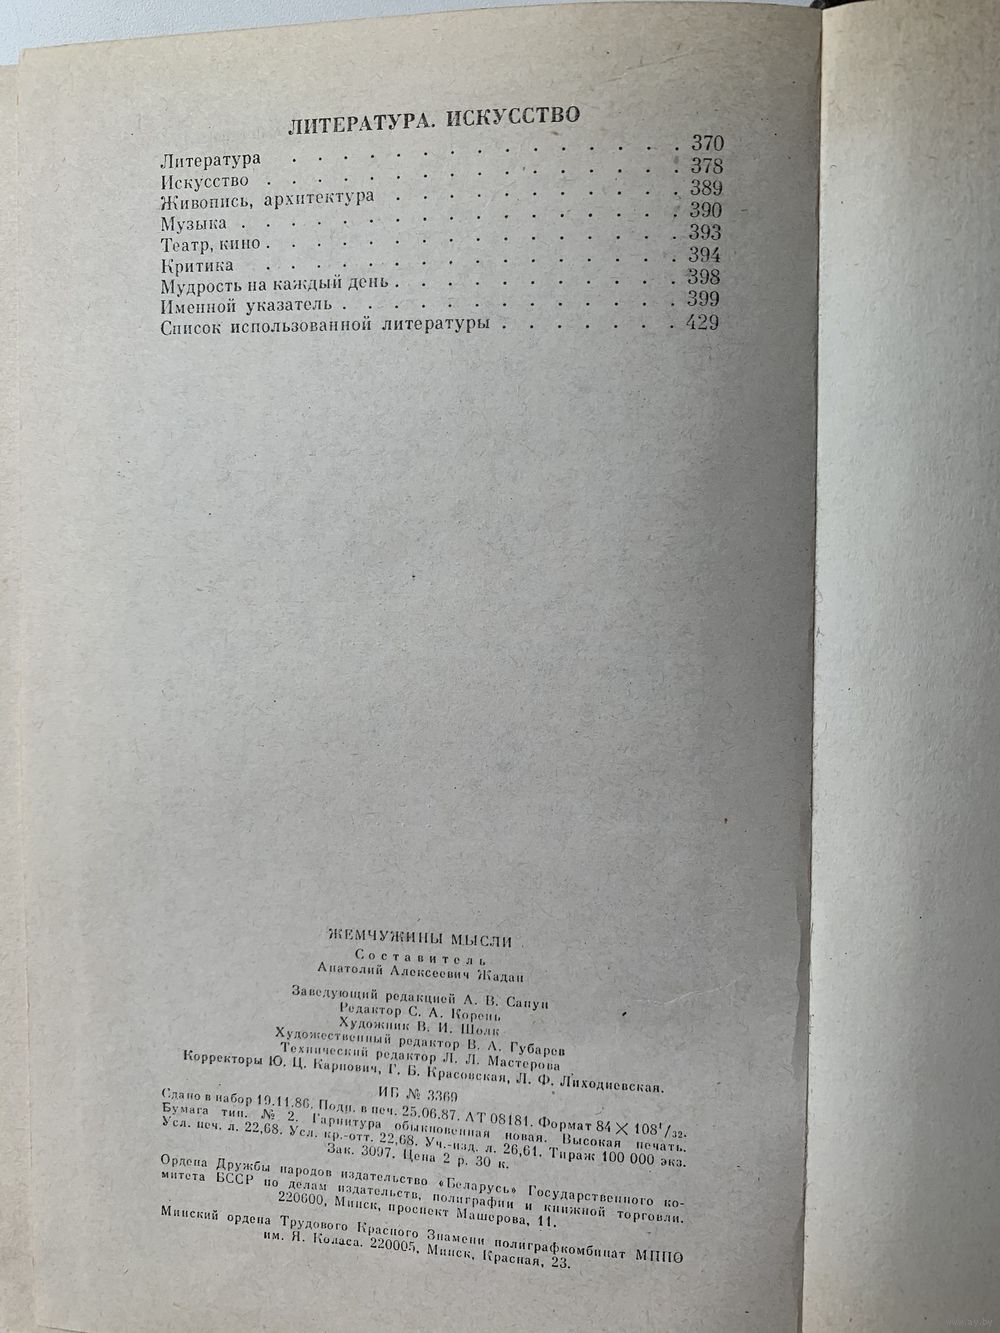 ЛИТЕРАТУРА. ИСКУССТВО
Литература . . . . . . . . . . . . . . . 370
Искусство . . . . . . . . . . . . . . . . 378
Живопись, архитектура . . . . . . . . . . . 389
Музыка . . . . . . . . . . . . . . . . . 390
Театр, кино . . . . . . . . . . . . . . . . 393
Критика . . . . . . . . . . . . . . . . 394
Мудрость на каждый день . . . . . . . . . . . 398
Именной указатель . . . . . . . . . . . . . 399
Список использованной литературы . . . . . . . 429
ЖЕМЧУЖИНЫ МЫСЛИ
Составитель
Анатолий Алексеевич Жадан
Заведующий редакцией А. В. Сапун
Редактор С. А. Корень
Художник В. И. Шолк
Художественный редактор В. А. Губарев
Технический редактор Л. Л. Мастерова
Корректоры Ю. Ц. Карпович, Г. Б. Красовская, Л. Ф. Лиходиевская.
ИБ № 3369
Сдано в набор 19.11.86. Подп. в печ. 25.06.87. АТ 08181. Формат 84 × 108¹/₃₂.
Бумага тип. № 2. Гарнитура обыкновенная новая. Высокая печать.
Усл. печ. л. 22,68. Усл. кр.-отт. 22,68. Уч.-изд. л. 26,61. Тираж 100 000 экз.
Зак. 3097. Цена 2 р. 30 к.
Ордена Дружбы народов издательство «Беларусь» Государственного ко-
митета БССР по делам издательств, полиграфии и книжной торговли.
220600, Минск, проспект Машерова, 11.
Минский ордена Трудового Красного Знамени полиграфкомбинат МППО
им. Я. Коласа. 220005, Минск, Красная, 23.
www.ay.by